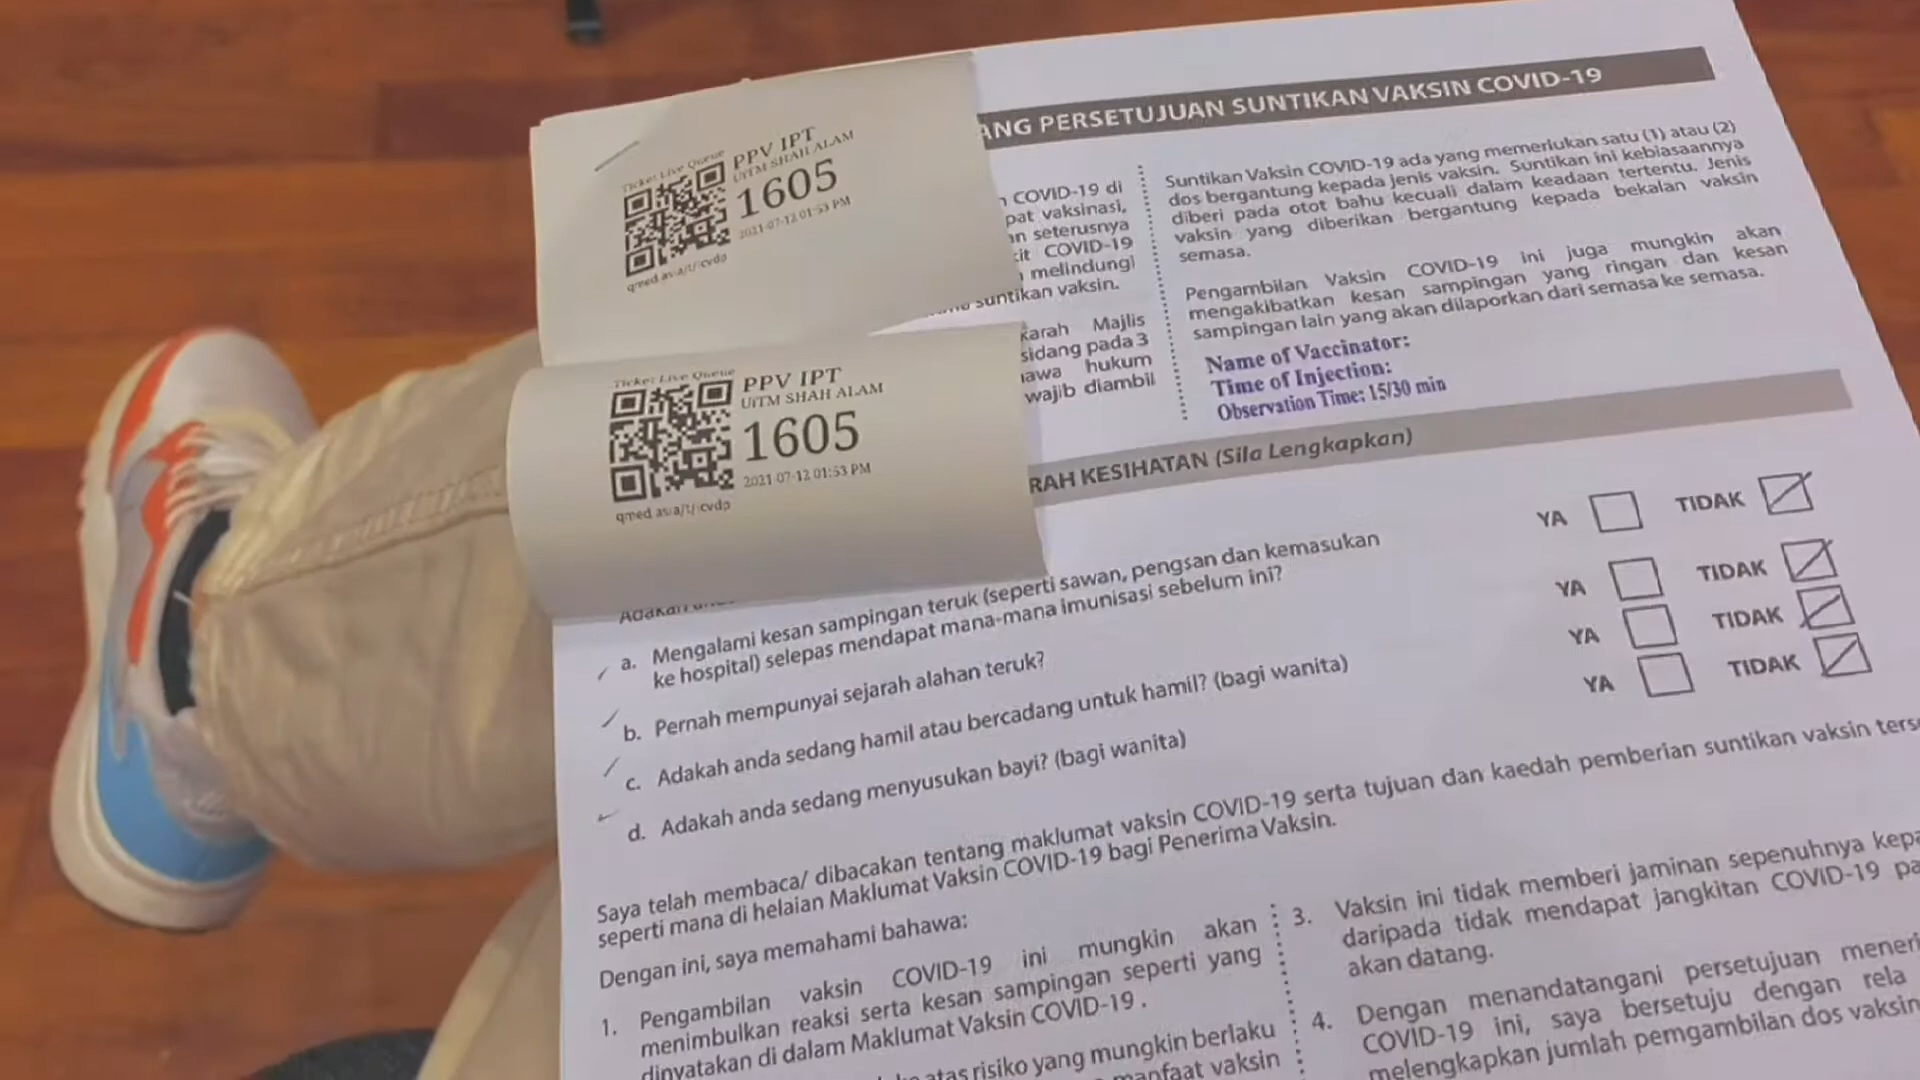 ANG PERSETUJUAN SUNTIKAN VAKSIN COVID-19
Ticket Live Queue
PPV IPT
UiTM SHAH ALAM
1605
2021-07-12 01:53 PM
Ticket Live Queue
PPV IPT
UiTM SHAH ALAM
1605
2021-07-12 01:53 PM
COVID-19 di
pat vaksinasi,
seterusnya
COVID-19
melindungi
suntikan vaksin.
Majlis
sidang pada 3
hukum
wajib diambil
Suntikan Vaksin COVID-19 ada yang memerlukan satu (1) atau (2)
dos bergantung kepada jenis vaksin. Suntikan ini kebiasaannya
diberi pada otot bahu kecuali dalam keadaan tertentu. Jenis
vaksin yang diberikan bergantung kepada bekalan vaksin
semasa.
Pengambilan Vaksin COVID-19 ini juga mungkin akan
mengakibatkan kesan sampingan yang ringan dan kesan
sampingan lain yang akan dilaporkan dari semasa ke semasa.
Name of Vaccinator:
Time of Injection:
Observation Time: 15/30 min
RAH KESIHATAN (Sila Lengkapkan)
YA TIDAK
a. Mengalami kesan sampingan teruk (seperti sawan, pengsan dan kemasukan
ke hospital) selepas mendapat mana-mana imunisasi sebelum ini?
YA TIDAK
b. Pernah mempunyai sejarah alahan teruk?
YA TIDAK
c. Adakah anda sedang hamil atau bercadang untuk hamil? (bagi wanita)
YA TIDAK
d. Adakah anda sedang menyusukan bayi? (bagi wanita)
Saya telah membaca/ dibacakan tentang maklumat vaksin COVID-19 serta tujuan dan kaedah pemberian suntikan vaksin ters
seperti mana di helaian Maklumat Vaksin COVID-19 bagi Penerima Vaksin.
Dengan ini, saya memahami bahawa:
1. Pengambilan vaksin COVID-19 ini mungkin akan
menimbulkan reaksi serta kesan sampingan seperti yang
dinyatakan di dalam Maklumat Vaksin COVID-19 .
atas risiko yang mungkin berlaku
manfaat vaksin
3. Vaksin ini tidak memberi jaminan sepenuhnya kepa
daripada tidak mendapat jangkitan COVID-19 pa
akan datang.
4. Dengan menandatangani persetujuan meneri
COVID-19 ini, saya bersetuju dengan rela
melengkapkan jumlah pemgambilan dos vaksin